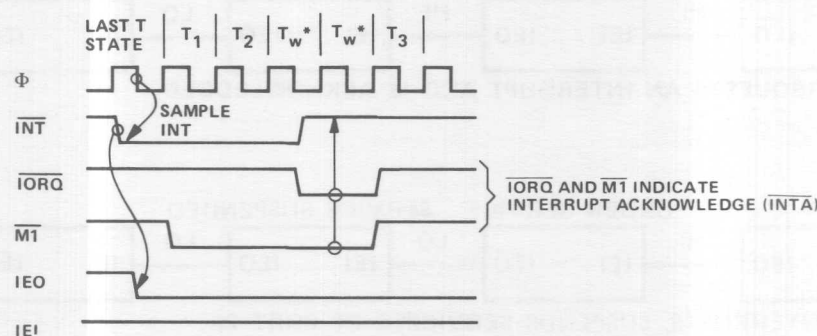 LAST T STATE T₁ T₂ Tw* Tw* T₃
Φ
SAMPLE INT
INT
IORQ
IORQ AND M1 INDICATE
INTERRUPT ACKNOWLEDGE (INTA)
M1
IEO
IEI